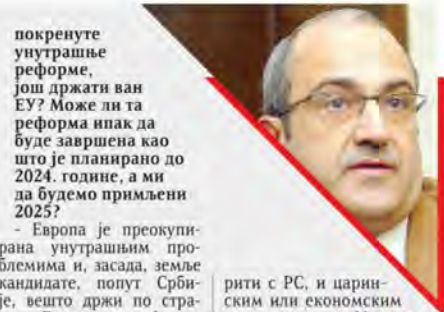 покренуте
унутрашње
реформе,
још држати ван
ЕУ? Може ли та
реформа ипак да
буде завршена као
што је планирано до
2024. године, а ми
да будемо примљени
2025?
- Европа је преокупи-
рана унутрашњим про-
блемима и, засада, земље
кандидате, попут Срби-
је, вешто држи по стра-
рити с РС, и царин-
ским или економским